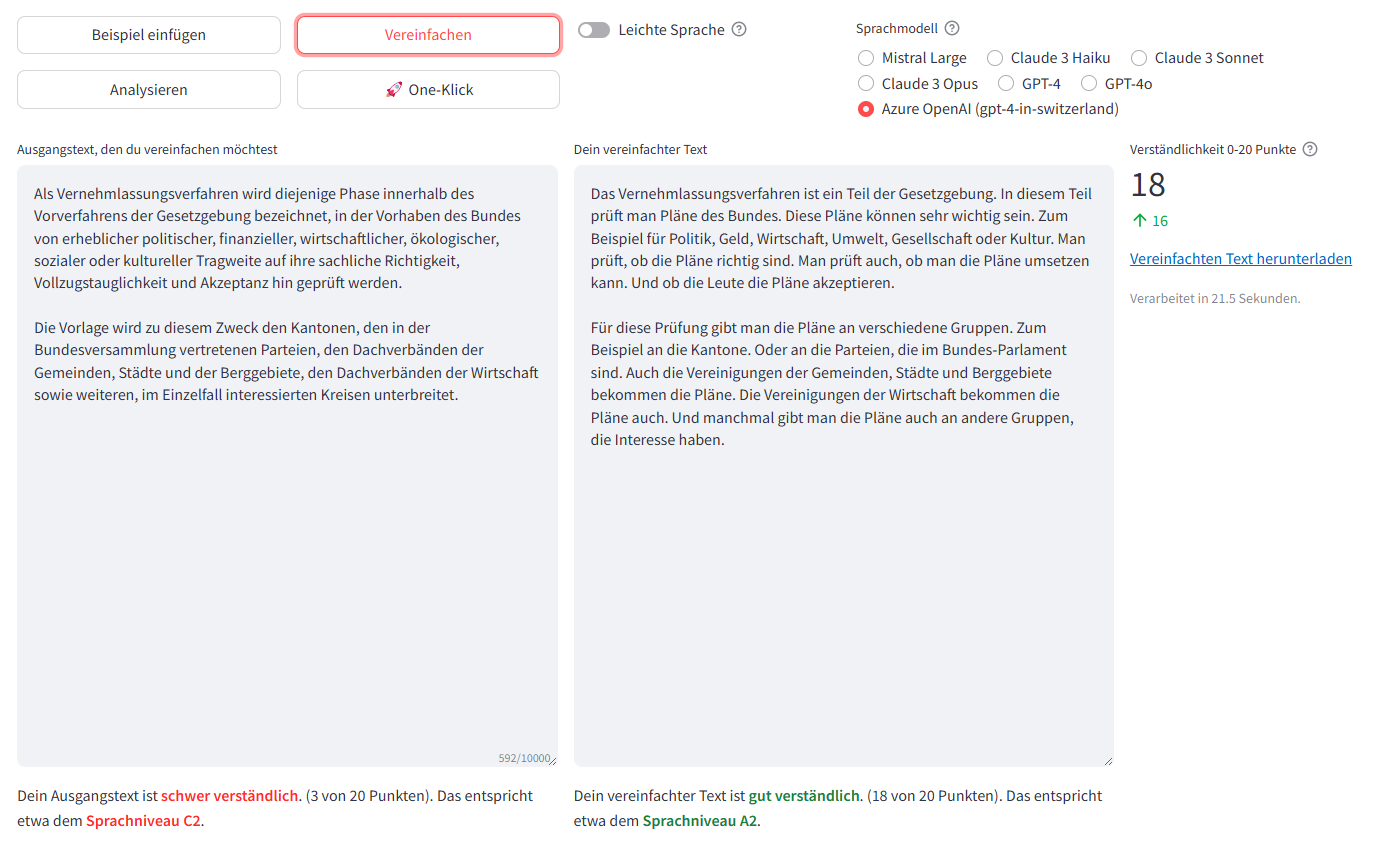 Beispiel einfügen
Vereinfachen
Leichte Sprache
Analysieren
🚀 One-Klick
Sprachmodell
Mistral Large
Claude 3 Haiku
Claude 3 Sonnet
Claude 3 Opus
GPT-4
GPT-4o
Azure OpenAI (gpt-4-in-switzerland)
Ausgangstext, den du vereinfachen möchtest
Als Vernehmlassungsverfahren wird diejenige Phase innerhalb des
Vorverfahrens der Gesetzgebung bezeichnet, in der Vorhaben des Bundes
von erheblicher politischer, finanzieller, wirtschaftlicher, ökologischer,
sozialer oder kultureller Tragweite auf ihre sachliche Richtigkeit,
Vollzugstauglichkeit und Akzeptanz hin geprüft werden.
Die Vorlage wird zu diesem Zweck den Kantonen, den in der
Bundesversammlung vertretenen Parteien, den Dachverbänden der
Gemeinden, Städte und der Berggebiete, den Dachverbänden der Wirtschaft
sowie weiteren, im Einzelfall interessierten Kreisen unterbreitet.
592/10000
Dein Ausgangstext ist schwer verständlich. (3 von 20 Punkten). Das entspricht
etwa dem Sprachniveau C2.
Dein vereinfachter Text
Das Vernehmlassungsverfahren ist ein Teil der Gesetzgebung. In diesem Teil
prüft man Pläne des Bundes. Diese Pläne können sehr wichtig sein. Zum
Beispiel für Politik, Geld, Wirtschaft, Umwelt, Gesellschaft oder Kultur. Man
prüft, ob die Pläne richtig sind. Man prüft auch, ob man die Pläne umsetzen
kann. Und ob die Leute die Pläne akzeptieren.
Für diese Prüfung gibt man die Pläne an verschiedene Gruppen. Zum
Beispiel an die Kantone. Oder an die Parteien, die im Bundes-Parlament
sind. Auch die Vereinigungen der Gemeinden, Städte und Berggebiete
bekommen die Pläne. Die Vereinigungen der Wirtschaft bekommen die
Pläne auch. Und manchmal gibt man die Pläne auch an andere Gruppen,
die Interesse haben.
Dein vereinfachter Text ist gut verständlich. (18 von 20 Punkten). Das entspricht
etwa dem Sprachniveau A2.
Verständlichkeit 0-20 Punkte
18
↑ 16
Vereinfachten Text herunterladen
Verarbeitet in 21.5 Sekunden.